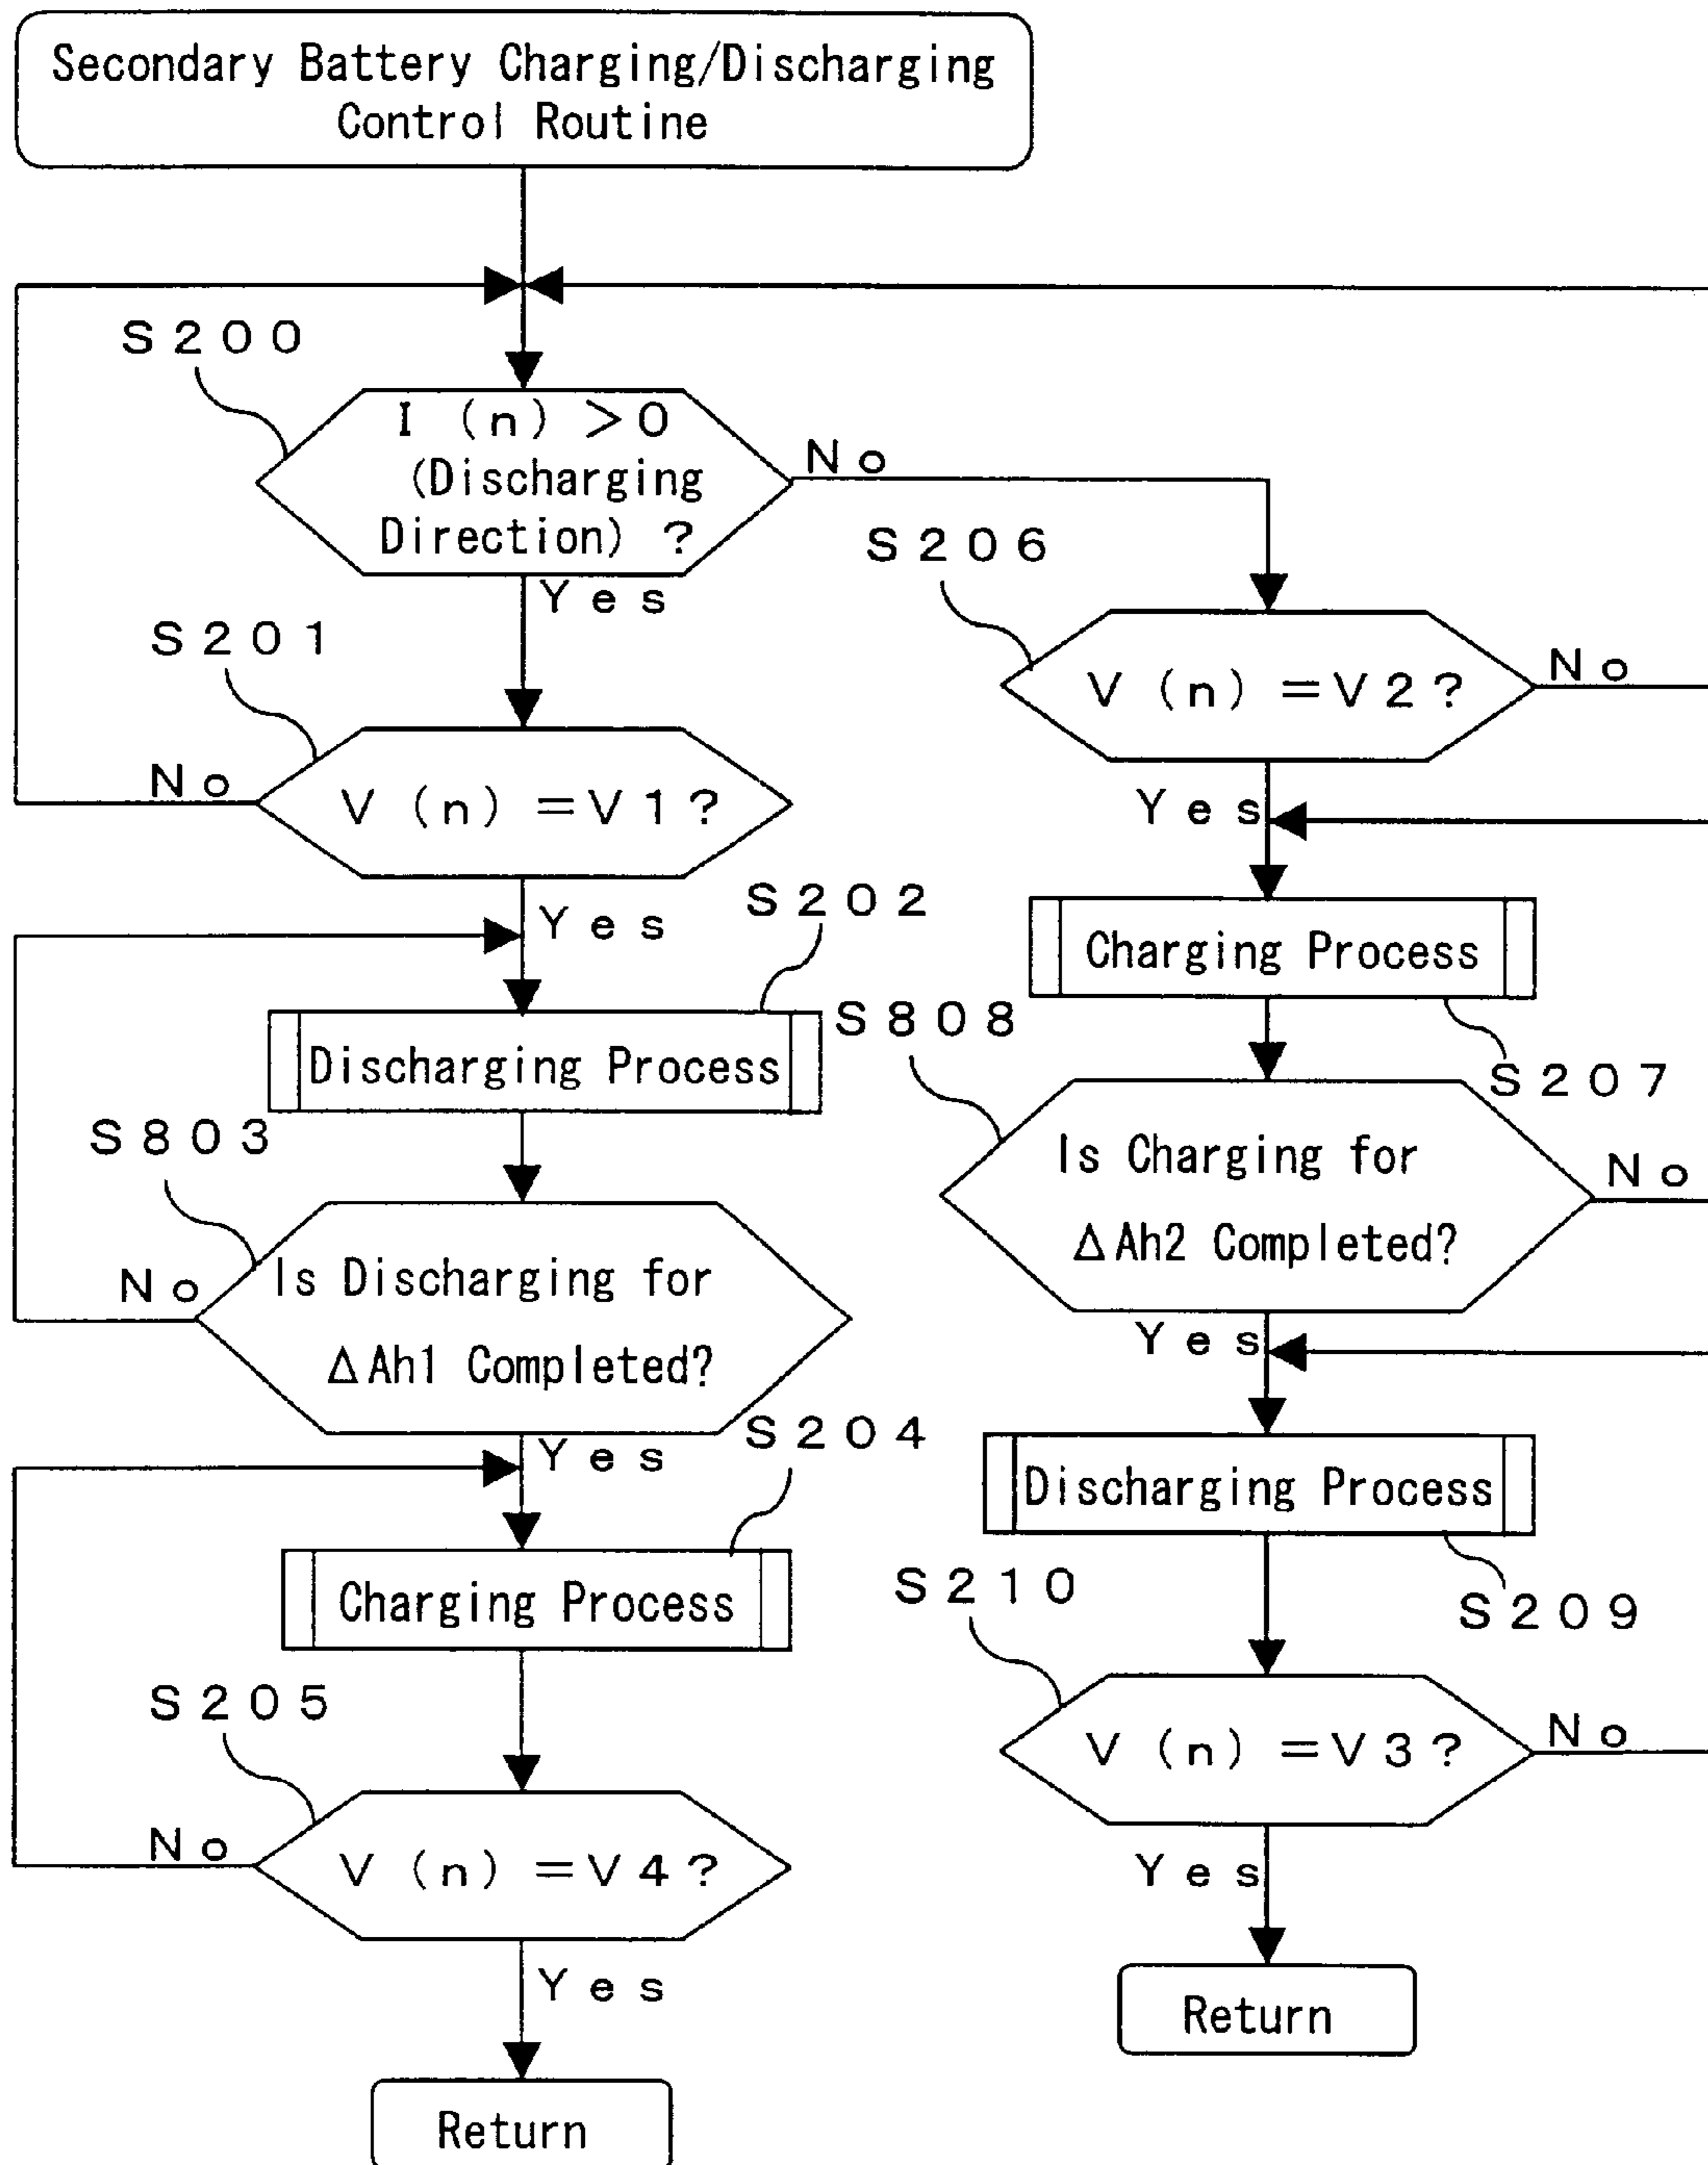 Secondary Battery Charging/Discharging
Control Routine
S200
I (n) >0
(Discharging
Direction) ?
No
Yes
S201
V (n) =V1?
No
Yes
S202
Discharging Process
S803
Is Discharging for
ΔAh1 Completed?
No
Yes
S204
Charging Process
S205
V (n) =V4?
No
Yes
Return
S206
V (n) =V2?
No
Yes
Charging Process
S207
S808
Is Charging for
ΔAh2 Completed?
No
Yes
Discharging Process
S209
S210
V (n) =V3?
No
Yes
Return